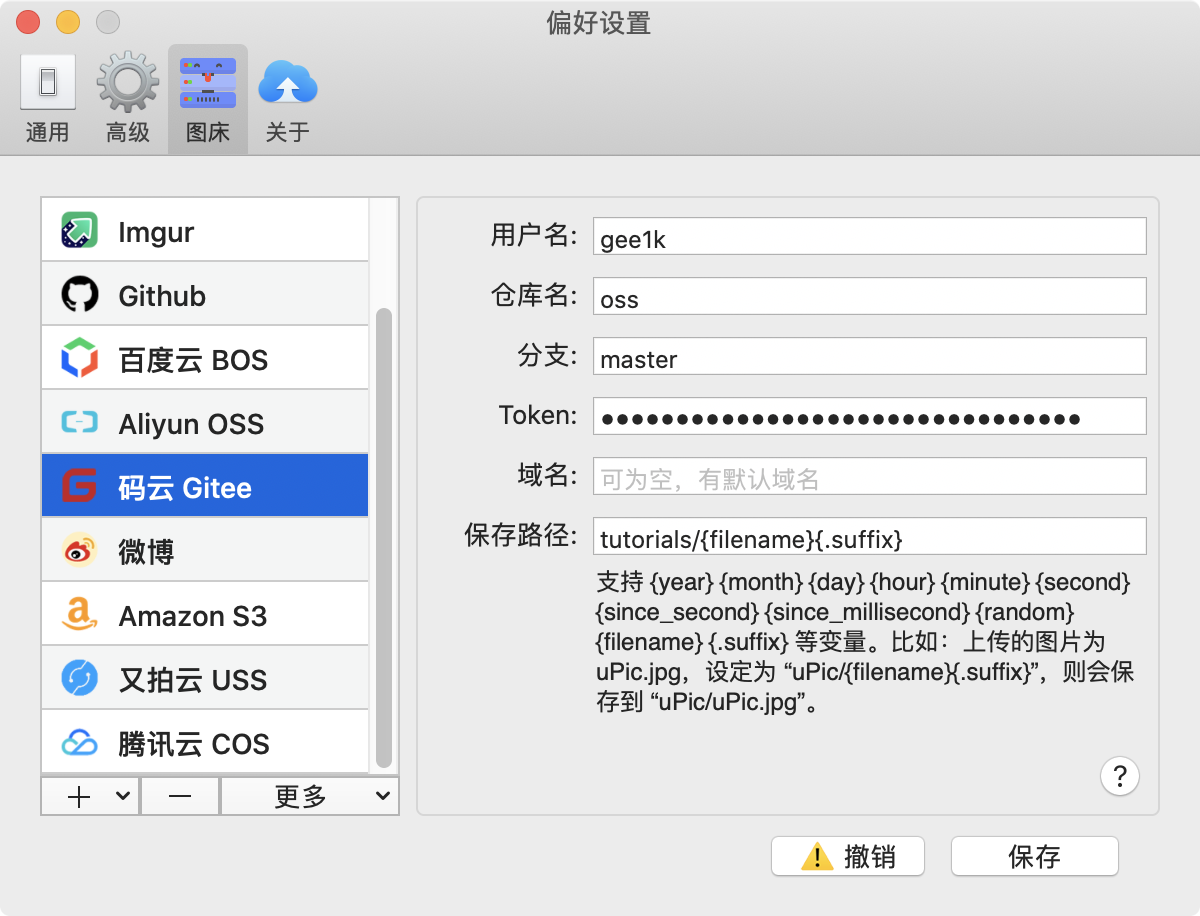 偏好设置
通用
高级
图床
关于
Imgur
Github
百度云 BOS
Aliyun OSS
码云 Gitee
微博
Amazon S3
又拍云 USS
腾讯云 COS
更多
用户名:
gee1k
仓库名:
oss
分支:
master
Token:
●●●●●●●●●●●●●●●●●●●●●●●●●●●●●●●●
域名:
可为空，有默认域名
保存路径:
tutorials/{filename}{.suffix}
支持 {year} {month} {day} {hour} {minute} {second}
{since_second} {since_millisecond} {random}
{filename} {.suffix} 等变量。比如：上传的图片为
uPic.jpg，设定为 “uPic/{filename}{.suffix}”，则会保
存到 “uPic/uPic.jpg”。
?
撤销
保存